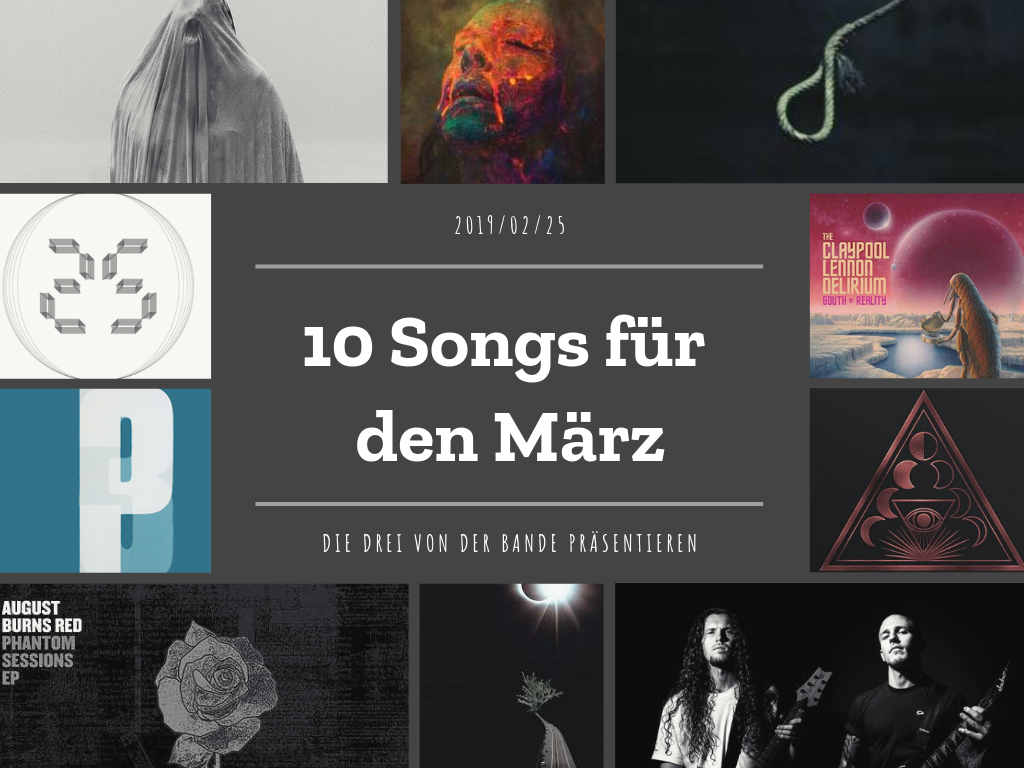 2019/02/25
THE
CLAYPOOL
LENNON
DELIRIUM
SOUTH OF REALITY
10 Songs für
den März
DIE DREI VON DER BANDE PRÄSENTIEREN
AUGUST
BURNS RED
PHANTOM
SESSIONS
EP